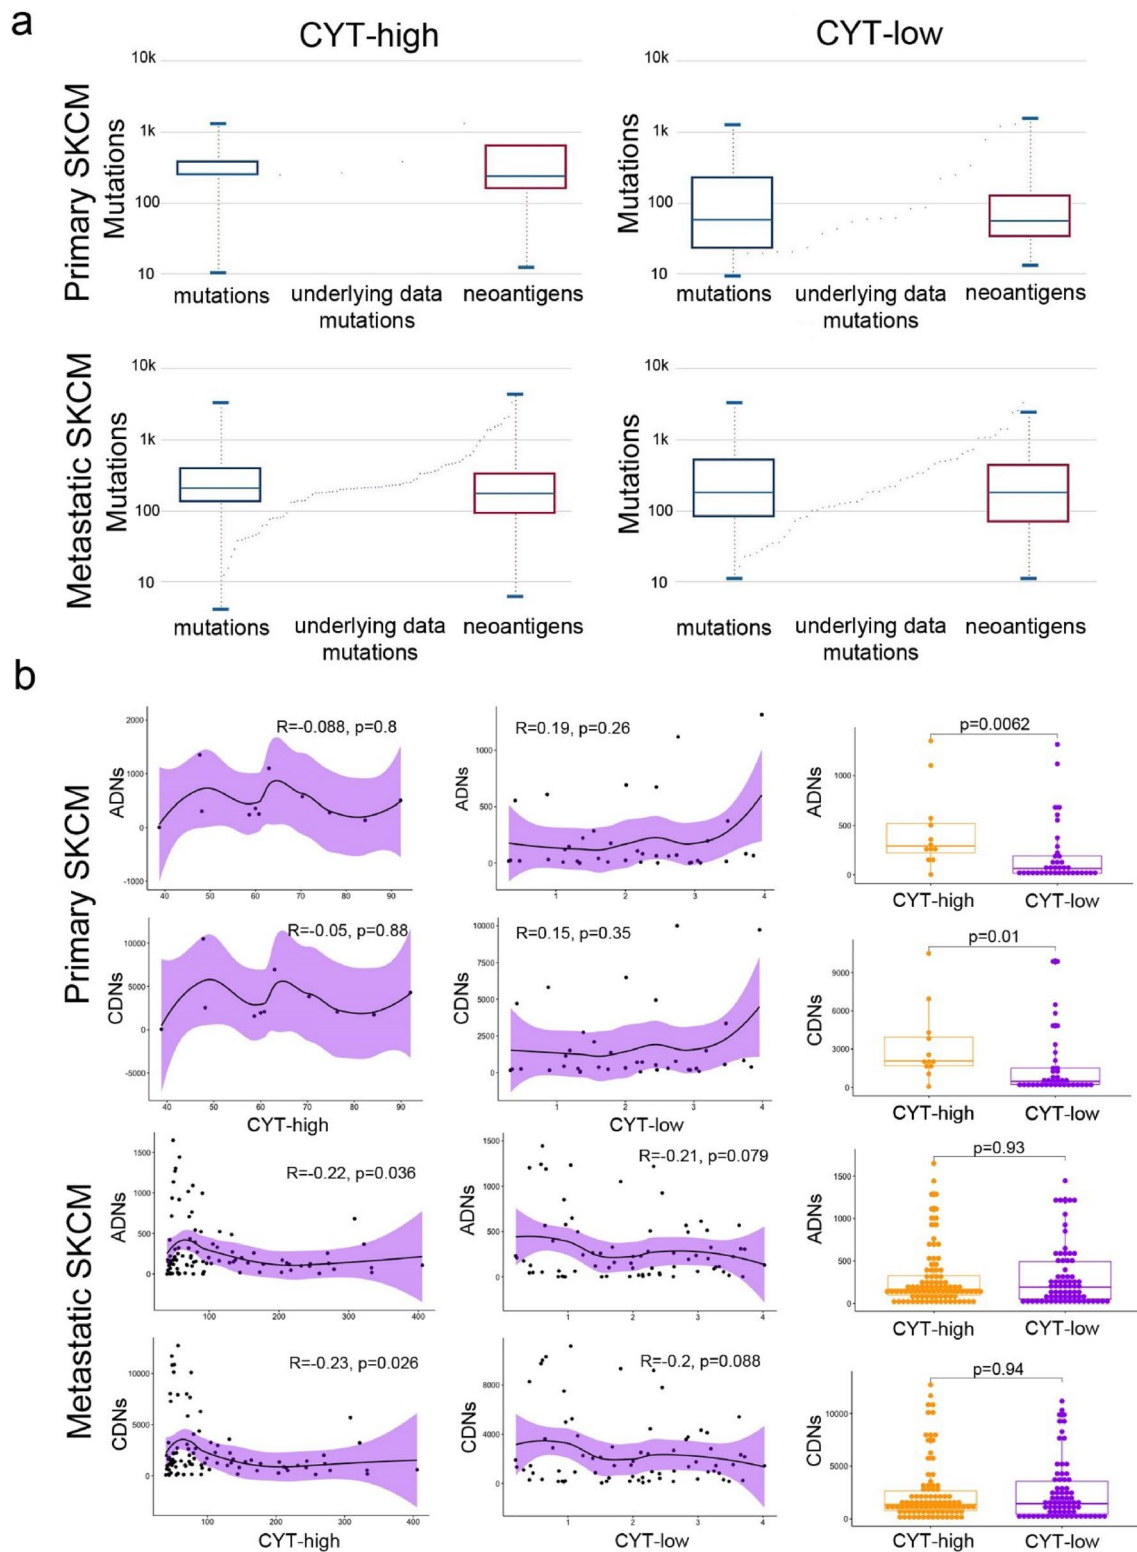 a
CYT-high
CYT-low
Primary SKCM
Mutations
10k
1k
100
10
mutations
underlying data
mutations
neoantigens
Mutations
10k
1k
100
10
mutations
underlying data
mutations
neoantigens
Metastatic SKCM
Mutations
10k
1k
100
10
mutations
underlying data
mutations
neoantigens
Mutations
10k
1k
100
10
mutations
underlying data
mutations
neoantigens
b
Primary SKCM
ADNs
2000
1000
0
-1000
R=-0.088, p=0.8
40 50 60 70 80 90
ADNs
1000
500
0
R=0.19, p=0.26
1 2 3 4
ADNs
1000
500
0
p=0.0062
CYT-high
CYT-low
CDNs
10000
5000
0
-5000
R=-0.05, p=0.88
40 50 60 70 80 90
CYT-high
CDNs
10000
7500
5000
2500
0
R=0.15, p=0.35
1 2 3 4
CYT-low
CDNs
9000
6000
3000
0
p=0.01
CYT-high
CYT-low
Metastatic SKCM
ADNs
1500
1000
500
0
R=-0.22, p=0.036
100 200 300 400
ADNs
1500
1000
500
0
R=-0.21, p=0.079
1 2 3 4
ADNs
1500
1000
500
0
p=0.93
CYT-high
CYT-low
CDNs
10000
5000
0
R=-0.23, p=0.026
100 200 300 400
CYT-high
CDNs
8000
4000
0
R=-0.2, p=0.088
1 2 3 4
CYT-low
CDNs
10000
5000
0
p=0.94
CYT-high
CYT-low